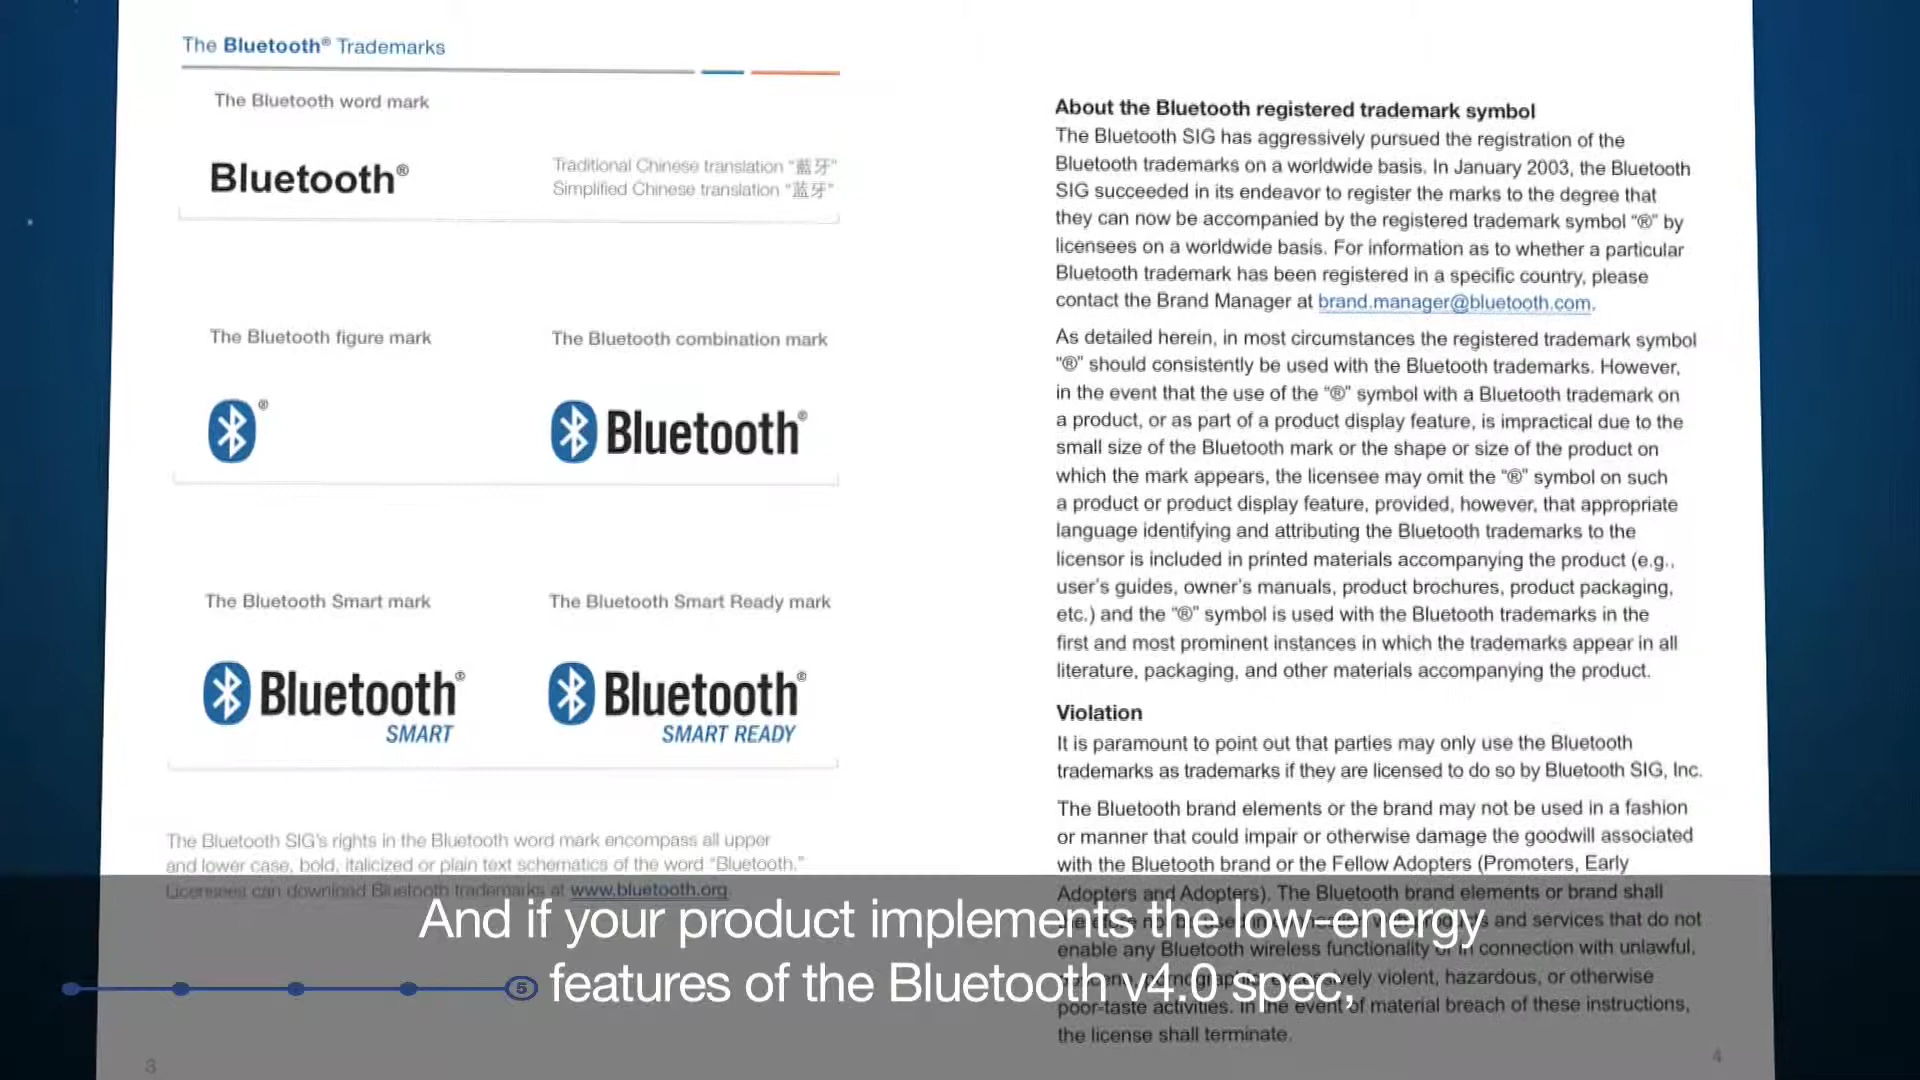 The Bluetooth® Trademarks
The Bluetooth word mark
Bluetooth®
Traditional Chinese translation “藍牙”
Simplified Chinese translation “蓝牙”
The Bluetooth figure mark
The Bluetooth combination mark
®
Bluetooth®
The Bluetooth Smart mark
The Bluetooth Smart Ready mark
Bluetooth®
SMART
Bluetooth®
SMART READY
The Bluetooth SIG's rights in the Bluetooth word mark encompass all upper
and lower case, bold, italicized or plain text schematics of the word “Bluetooth.”
Licensees can download Bluetooth trademarks at www.bluetooth.org
3
About the Bluetooth registered trademark symbol
The Bluetooth SIG has aggressively pursued the registration of the
Bluetooth trademarks on a worldwide basis. In January 2003, the Bluetooth
SIG succeeded in its endeavor to register the marks to the degree that
they can now be accompanied by the registered trademark symbol “®” by
licensees on a worldwide basis. For information as to whether a particular
Bluetooth trademark has been registered in a specific country, please
contact the Brand Manager at brand.manager@bluetooth.com.
As detailed herein, in most circumstances the registered trademark symbol
“®” should consistently be used with the Bluetooth trademarks. However,
in the event that the use of the “®” symbol with a Bluetooth trademark on
a product, or as part of a product display feature, is impractical due to the
small size of the Bluetooth mark or the shape or size of the product on
which the mark appears, the licensee may omit the “®” symbol on such
a product or product display feature, provided, however, that appropriate
language identifying and attributing the Bluetooth trademarks to the
licensor is included in printed materials accompanying the product (e.g.,
user's guides, owner's manuals, product brochures, product packaging,
etc.) and the “®” symbol is used with the Bluetooth trademarks in the
first and most prominent instances in which the trademarks appear in all
literature, packaging, and other materials accompanying the product.
Violation
It is paramount to point out that parties may only use the Bluetooth
trademarks as trademarks if they are licensed to do so by Bluetooth SIG, Inc.
The Bluetooth brand elements or the brand may not be used in a fashion
or manner that could impair or otherwise damage the goodwill associated
with the Bluetooth brand or the Fellow Adopters (Promoters, Early
Adopters and Adopters). The Bluetooth brand elements or brand shall
and services that do not
enable any Bluetooth wireless functionality or in connection with unlawful,
violent, hazardous, or otherwise
poor-taste activities. In the event of material breach of these instructions,
the license shall terminate.
4
And if your product implements the low-energy
features of the Bluetooth v4.0 spec,
5